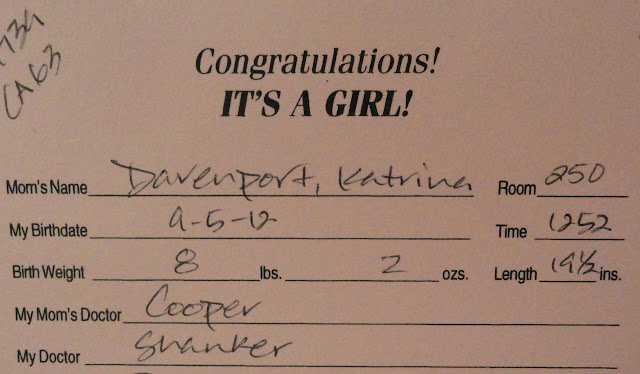 CA63
Congratulations!
IT'S A GIRL!
Mom's Name Davenport, Katrina Room 250
My Birthdate 9-5-12 Time 1252
Birth Weight 8 lbs. 2 ozs. Length 19½ ins.
My Mom's Doctor Cooper
My Doctor Shanker